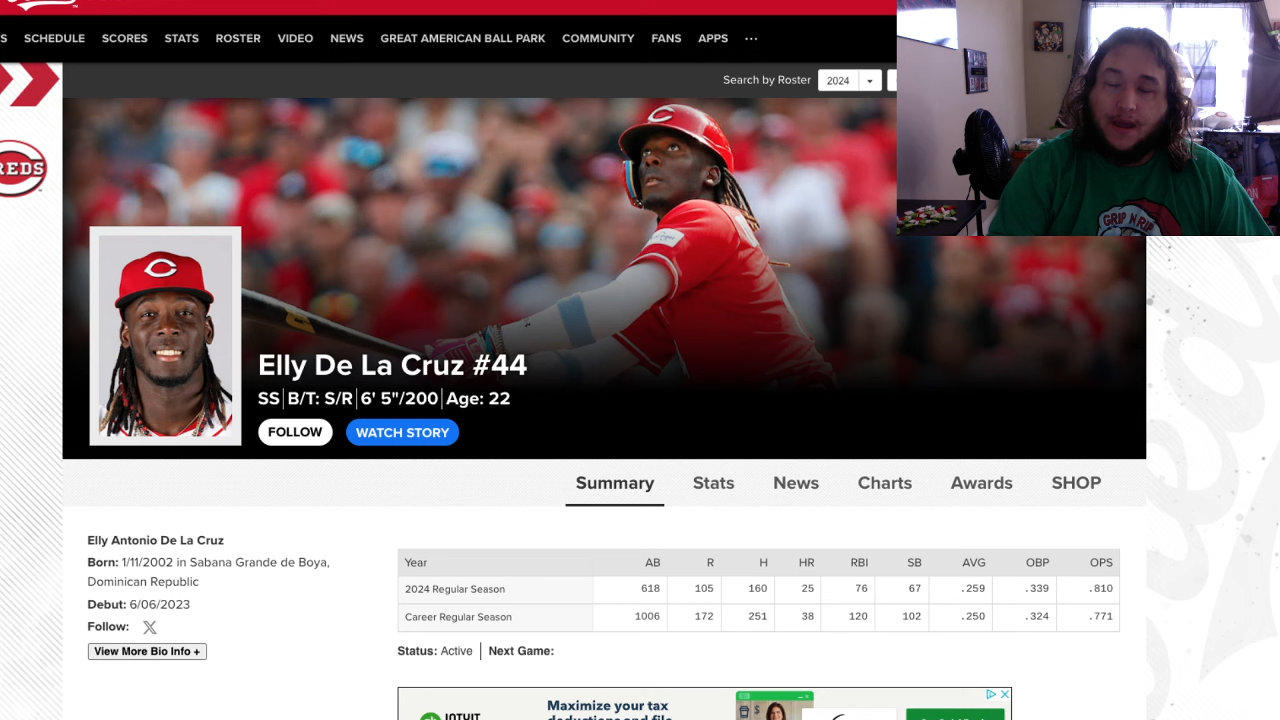 S SCHEDULE SCORES STATS ROSTER VIDEO NEWS GREAT AMERICAN BALL PARK COMMUNITY FANS APPS ...
Search by Roster 2024
REDS
GRIP N RIP
Elly De La Cruz #44
SS B/T: S/R 6' 5"/200 Age: 22
FOLLOW WATCH STORY
Summary Stats News Charts Awards SHOP
Elly Antonio De La Cruz
Born: 1/11/2002 in Sabana Grande de Boya,
Dominican Republic
Debut: 6/06/2023
Follow:
View More Bio Info +
Year AB R H HR RBI SB AVG OBP OPS
2024 Regular Season 618 105 160 25 76 67 .259 .339 .810
Career Regular Season 1006 172 251 38 120 102 .250 .324 .771
Status: Active Next Game:
INTUIT
Maximize your tax
deductions and file